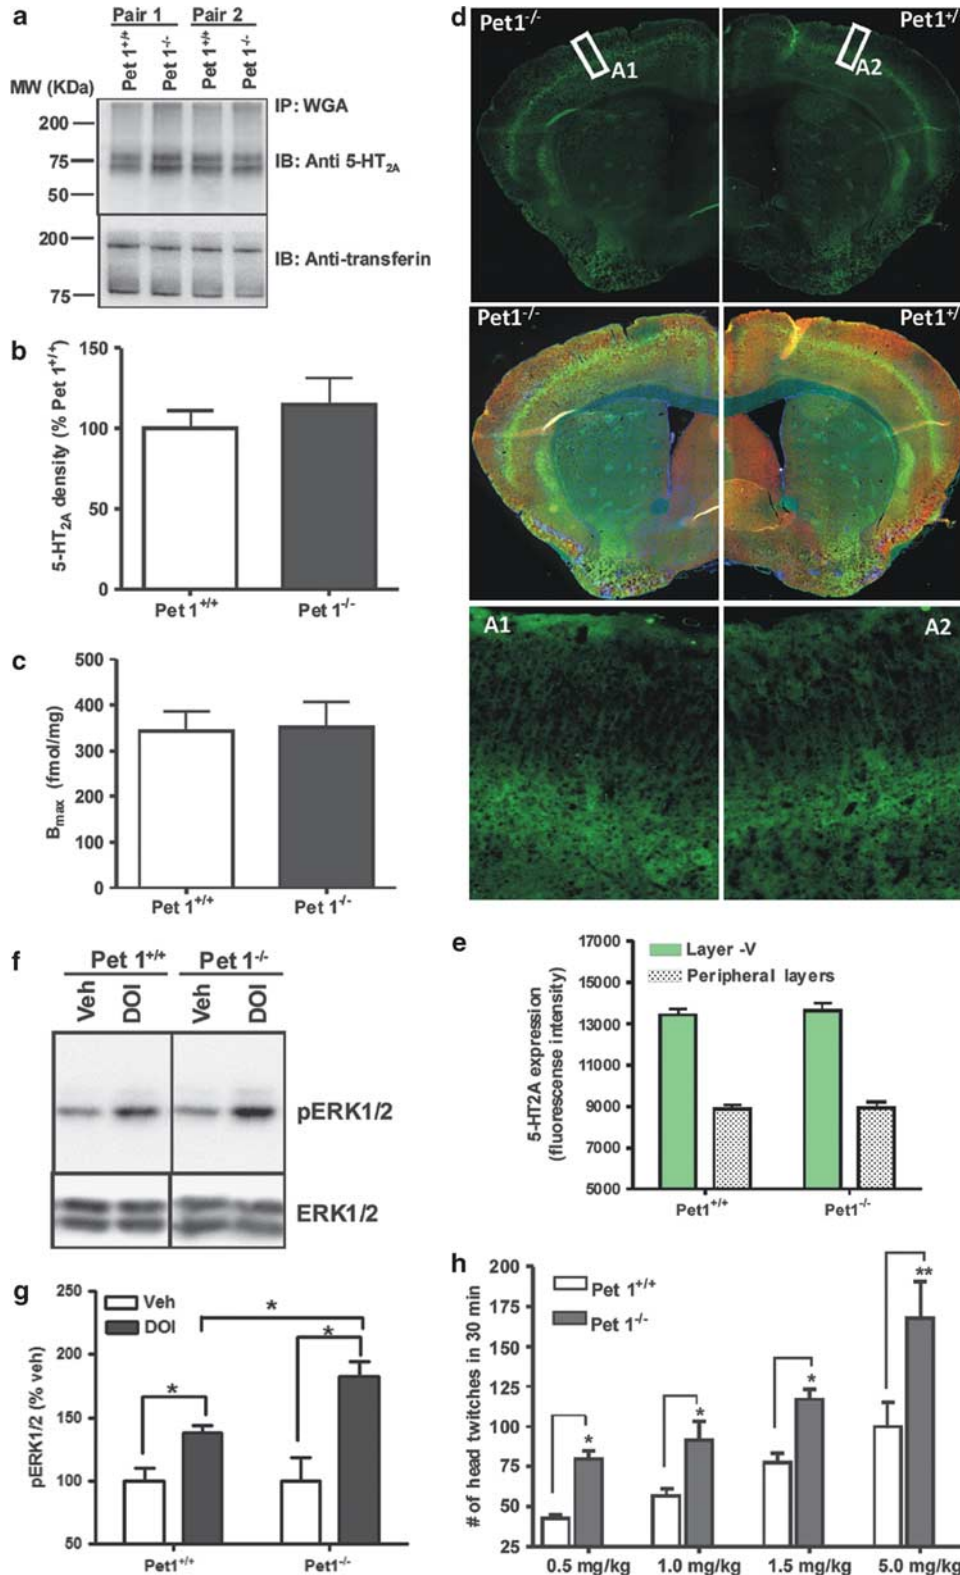 a
Pair 1 Pair 2
Pet 1+/+ Pet 1-/- Pet 1+/+ Pet 1-/-
MW (KDa)
IP: WGA
200
IB: Anti 5-HT2A
75
50
200
IB: Anti-transferin
75
b
5-HT2A density (% Pet 1+/+)
150
100
50
0
Pet 1+/+ Pet 1-/-
c
Bmax (fmol/mg)
500
400
300
200
100
0
Pet 1+/+ Pet 1-/-
d
Pet1-/- Pet1+/
A1 A2
Pet1-/- Pet1+/
A1 A2
e
5-HT2A expression
(fluorescense intensity)
17000
15000
13000
11000
9000
7000
5000
Layer -V
Peripheral layers
Pet1+/+ Pet1-/-
f
Pet 1+/+ Pet 1-/-
Veh DOI Veh DOI
pERK1/2
ERK1/2
g
pERK1/2 (% veh)
250
200
150
100
50
Veh
DOI
* * *
Pet1+/+ Pet1-/-
h
# of head twitches in 30 min
200
175
150
125
100
75
50
25
Pet 1+/+
Pet 1-/-
* * * **
0.5 mg/kg 1.0 mg/kg 1.5 mg/kg 5.0 mg/kg